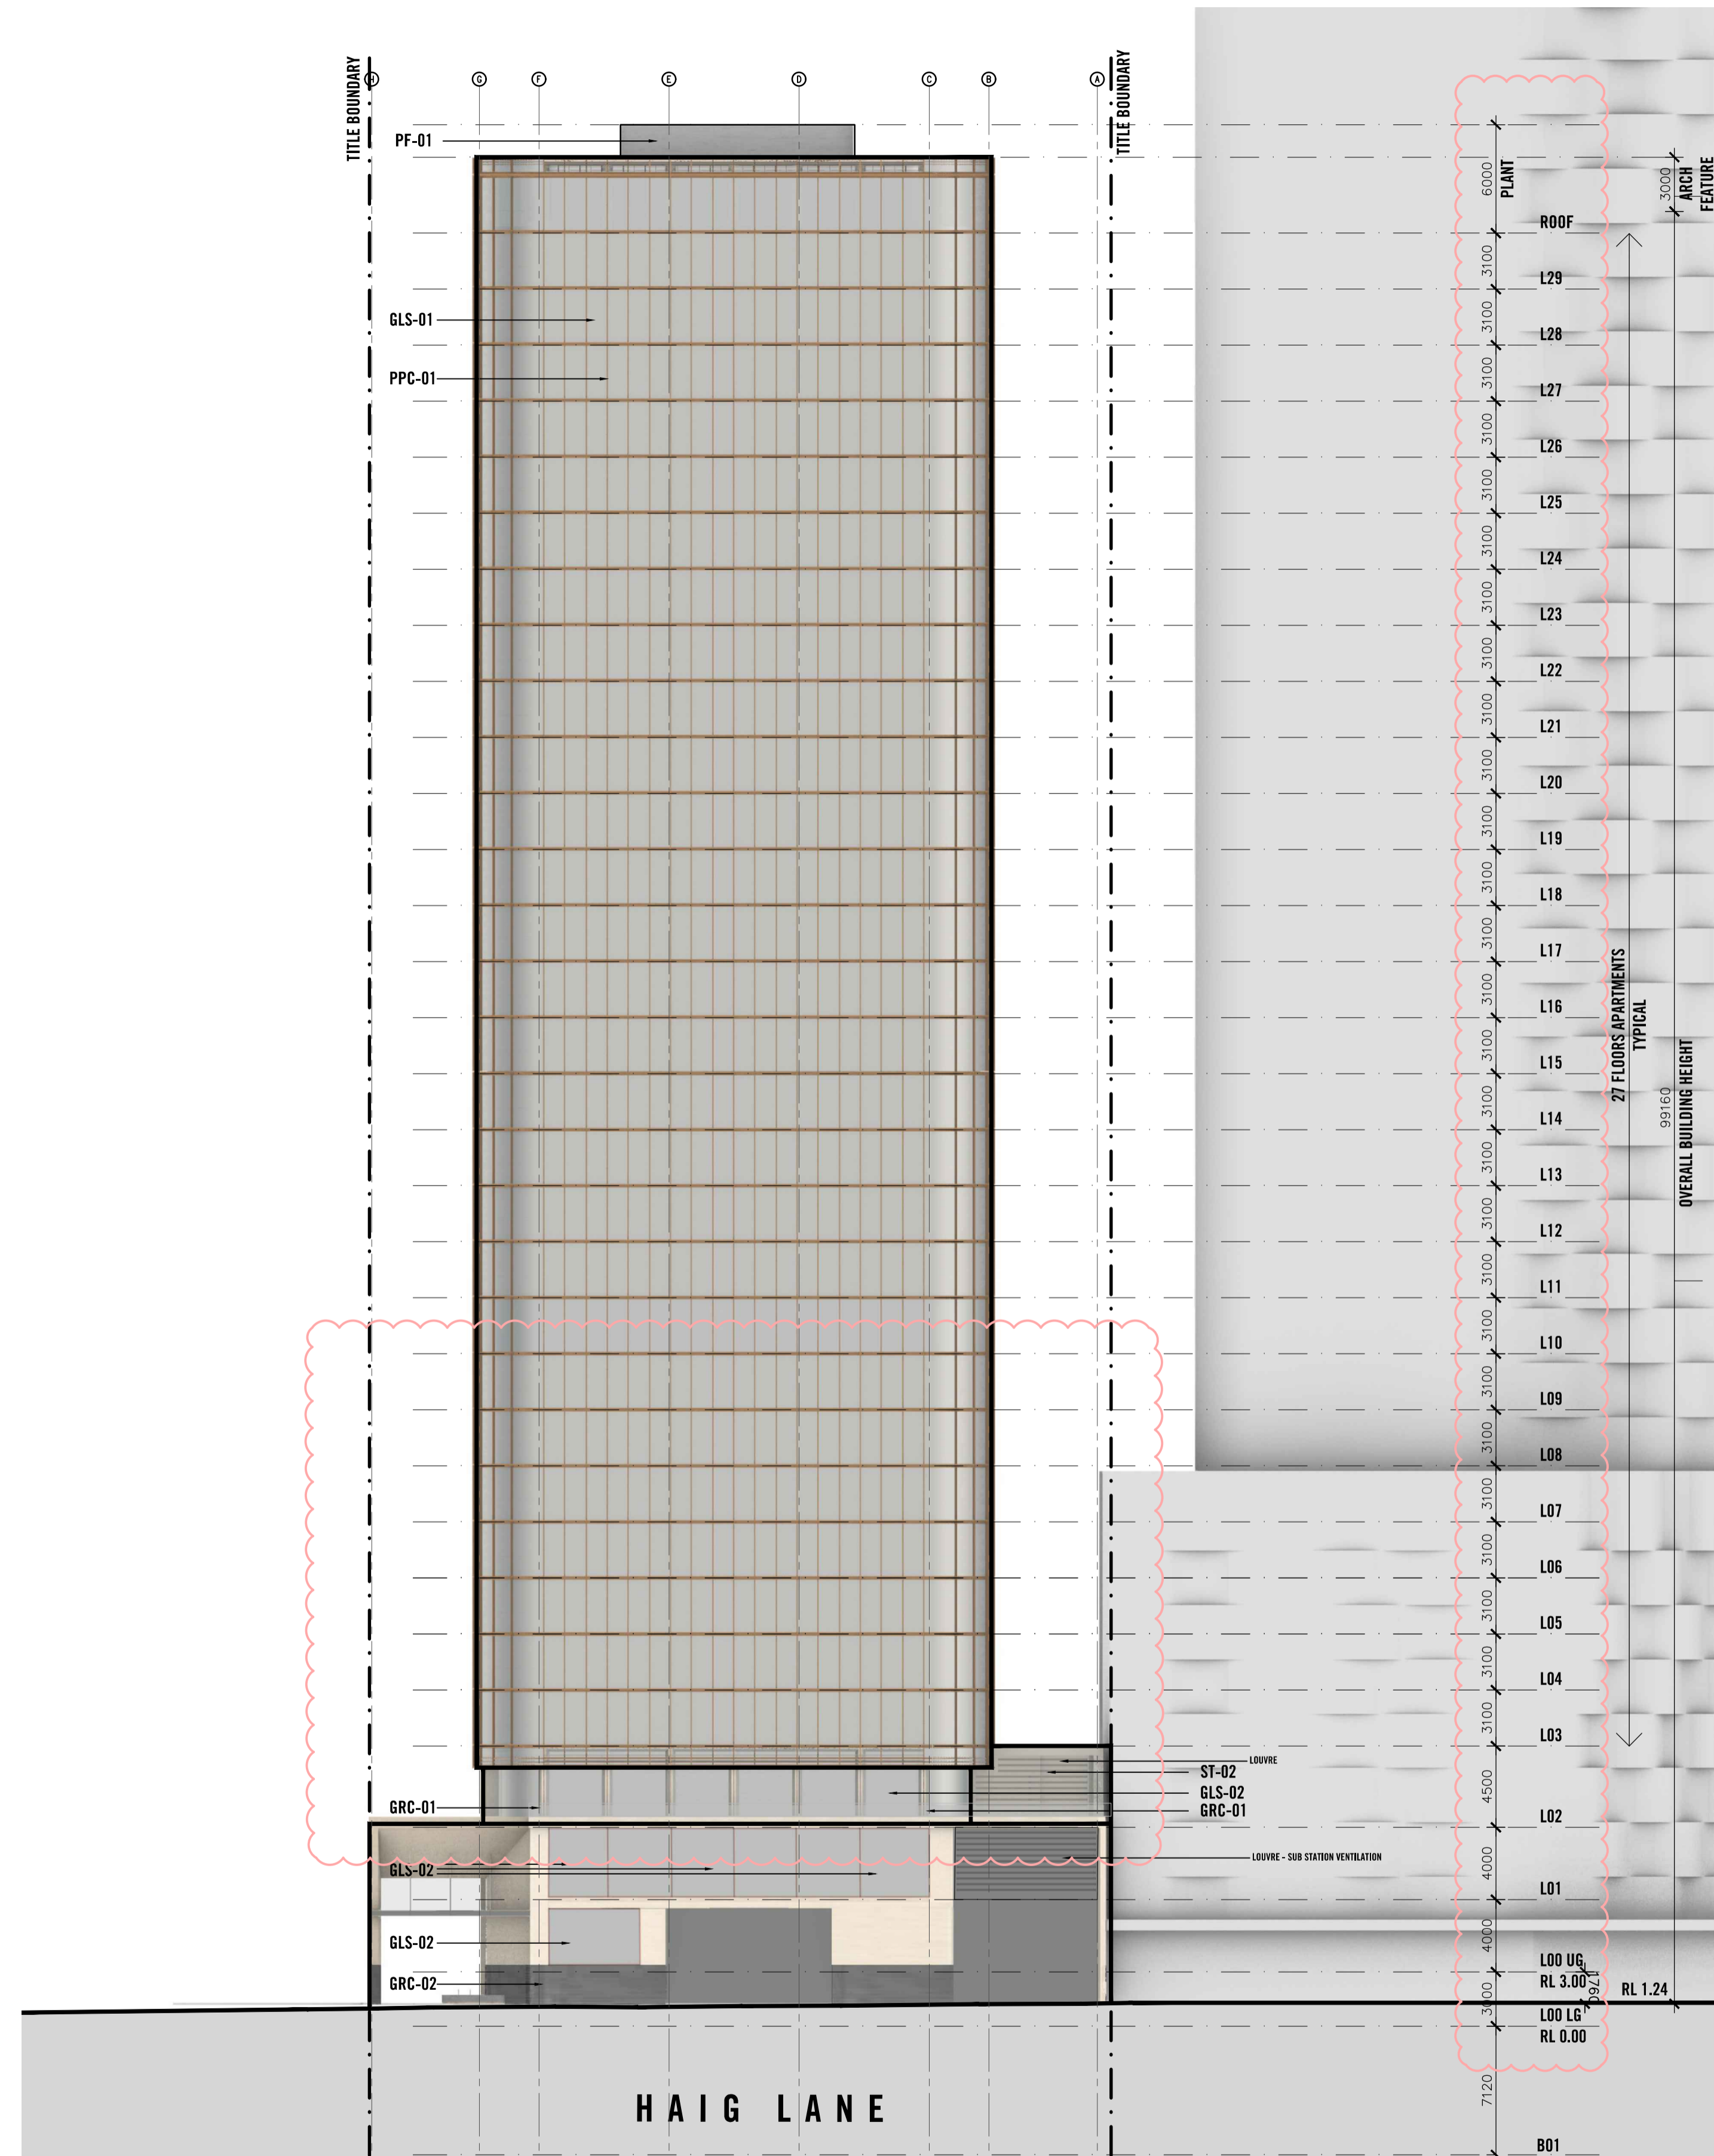 TITLE BOUNDARY
H
G
F
E
D
C
B
A
TITLE BOUNDARY
PF-01
6000
PLANT
3000
ARCH
FEATURE
ROOF
3100
L29
GLS-01
3100
L28
PPC-01
3100
L27
3100
L26
3100
L25
3100
L24
3100
L23
3100
L22
3100
L21
3100
L20
3100
L19
3100
L18
3100
L17
3100
L16
3100
L15
3100
L14
3100
L13
3100
L12
3100
L11
3100
L10
3100
L09
3100
L08
3100
L07
3100
L06
3100
L05
3100
L04
3100
L03
27 FLOORS APARTMENTS
TYPICAL
99160
OVERALL BUILDING HEIGHT
LOUVRE
ST-02
GLS-02
GRC-01
GRC-01
4500
L02
GLS-02
LOUVRE - SUB STATION VENTILATION
4000
L01
GLS-02
4000
L00 UG
RL 3.00
GRC-02
1760
RL 1.24
3000
L00 LG
RL 0.00
HAIG LANE
7120
B01